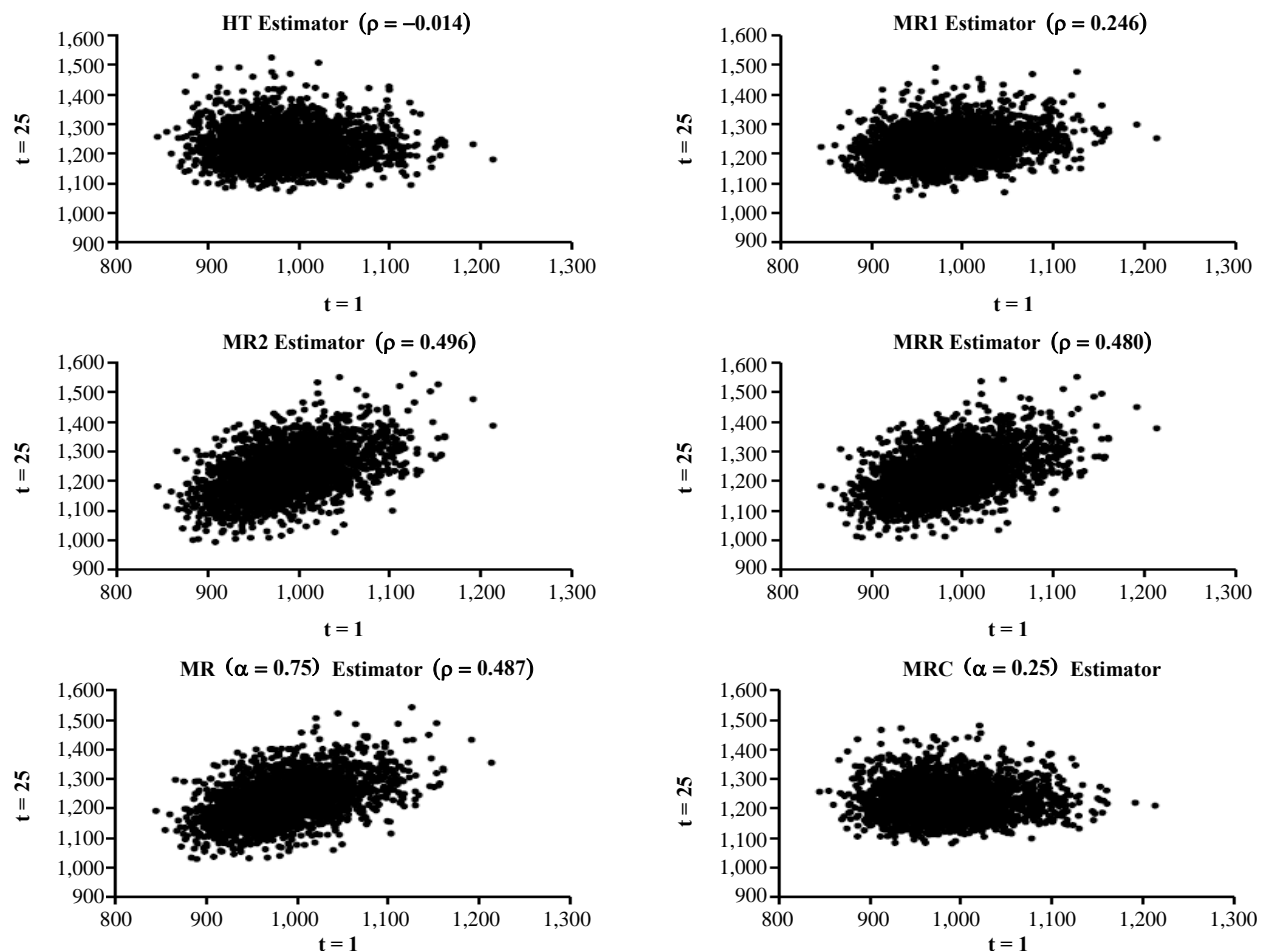 HT Estimator (ρ = −0.014)
1,600
1,500
1,400
1,300
1,200
1,100
1,000
900
t = 25
800 900 1,000 1,100 1,200 1,300
t = 1
MR1 Estimator (ρ = 0.246)
1,600
1,500
1,400
1,300
1,200
1,100
1,000
900
t = 25
800 900 1,000 1,100 1,200 1,300
t = 1
MR2 Estimator (ρ = 0.496)
1,600
1,500
1,400
1,300
1,200
1,100
1,000
900
t = 25
800 900 1,000 1,100 1,200 1,300
t = 1
MRR Estimator (ρ = 0.480)
1,600
1,500
1,400
1,300
1,200
1,100
1,000
900
t = 25
800 900 1,000 1,100 1,200 1,300
t = 1
MR (α = 0.75) Estimator (ρ = 0.487)
1,600
1,500
1,400
1,300
1,200
1,100
1,000
900
t = 25
800 900 1,000 1,100 1,200 1,300
t = 1
MRC (α = 0.25) Estimator
1,600
1,500
1,400
1,300
1,200
1,100
1,000
900
t = 25
800 900 1,000 1,100 1,200 1,300
t = 1